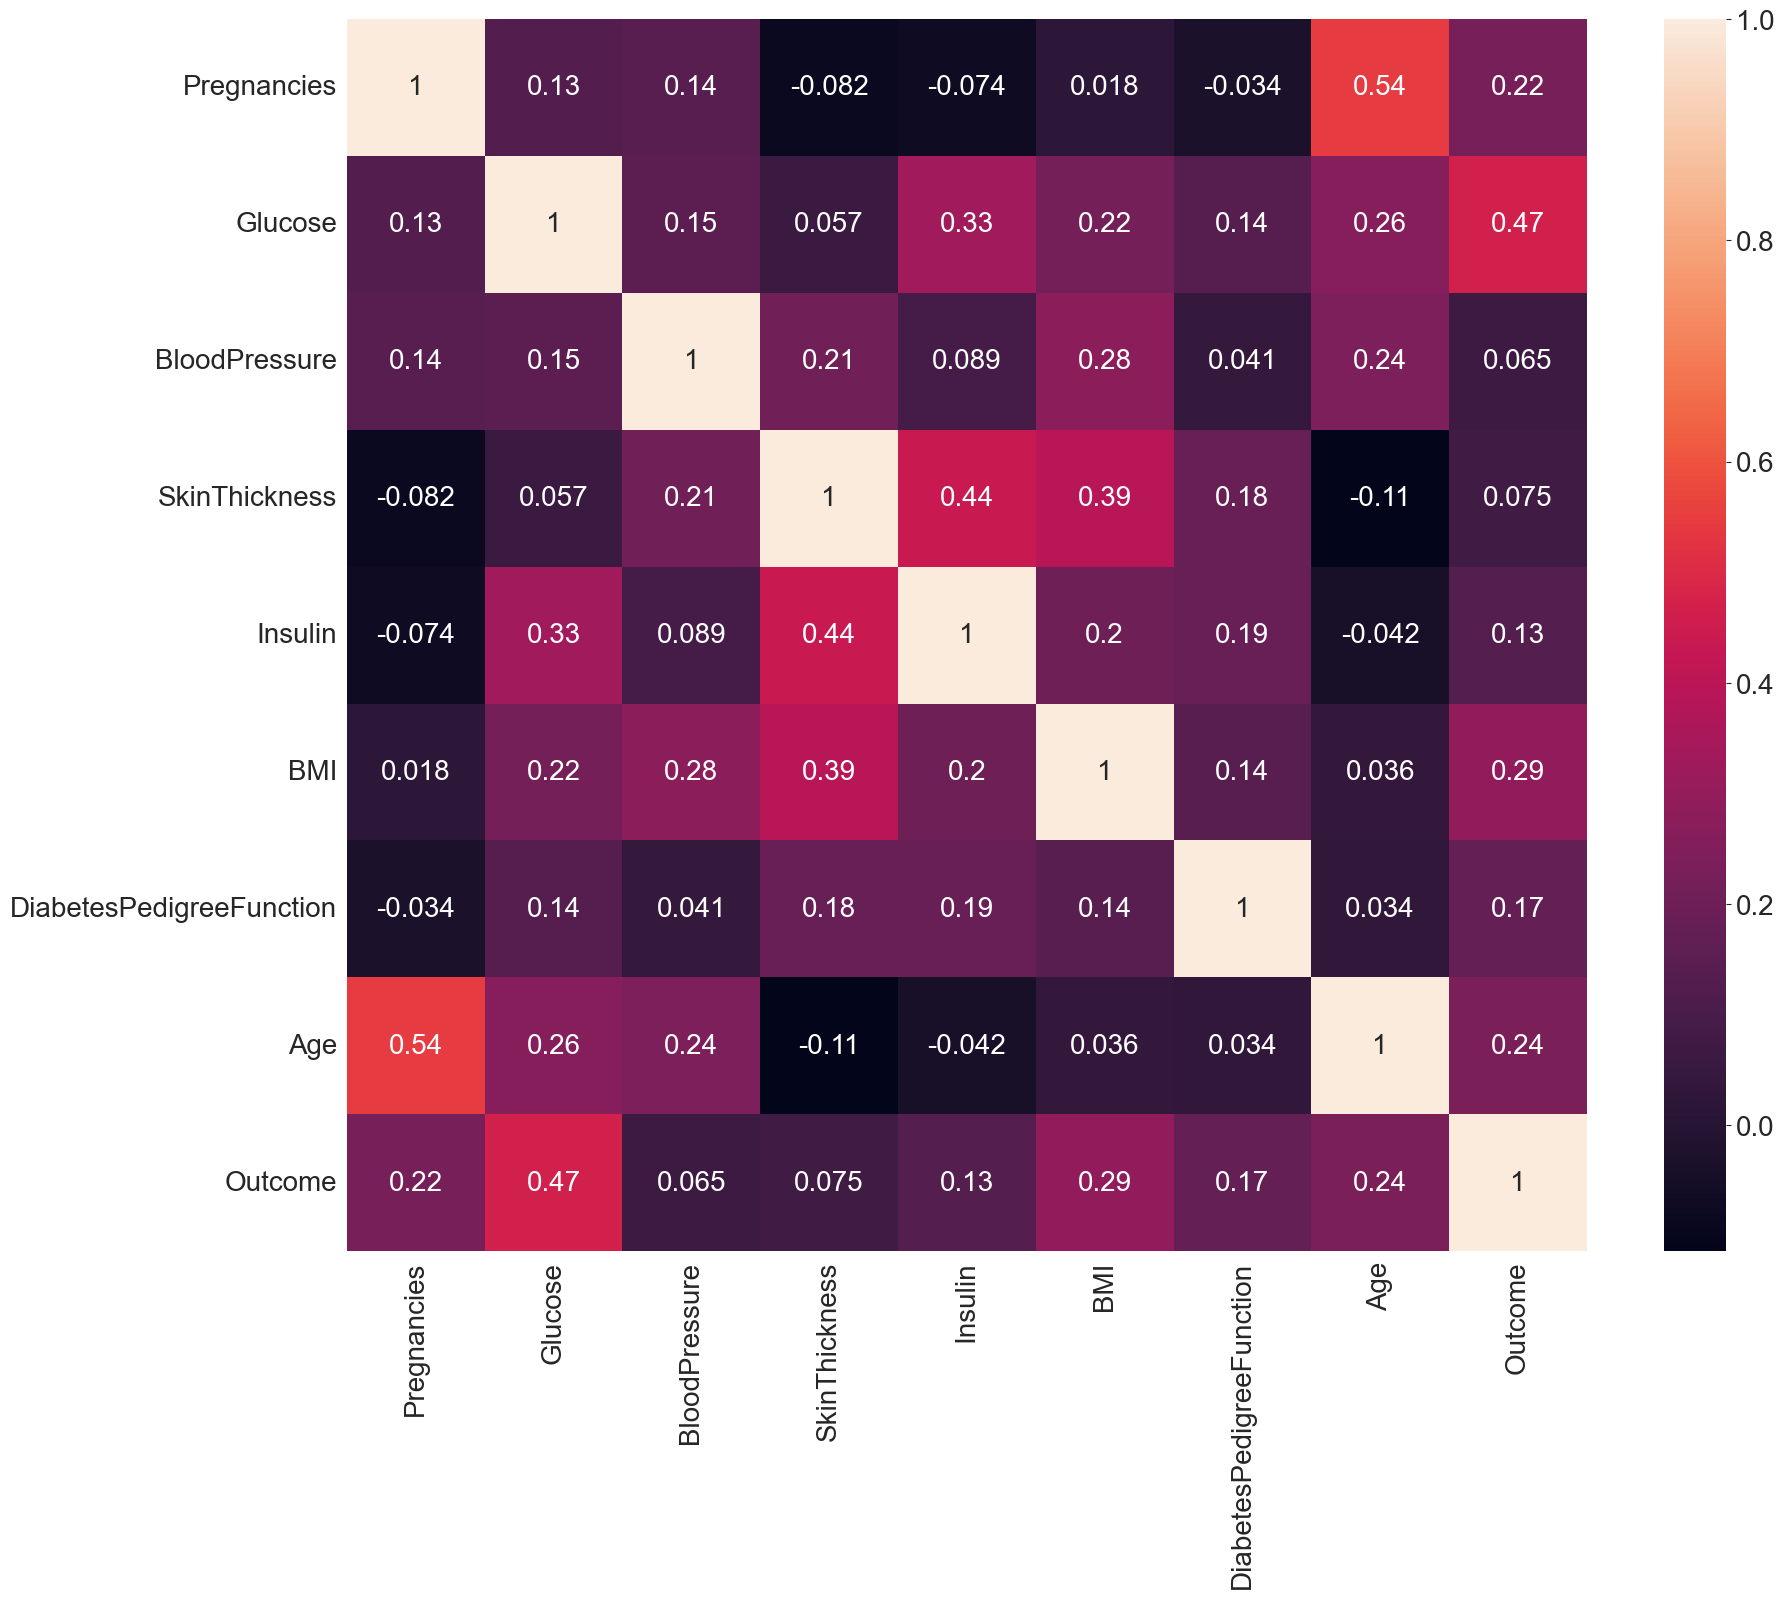 Pregnancies 1 0.13 0.14 -0.082 -0.074 0.018 -0.034 0.54 0.22
Glucose 0.13 1 0.15 0.057 0.33 0.22 0.14 0.26 0.47
BloodPressure 0.14 0.15 1 0.21 0.089 0.28 0.041 0.24 0.065
SkinThickness -0.082 0.057 0.21 1 0.44 0.39 0.18 -0.11 0.075
Insulin -0.074 0.33 0.089 0.44 1 0.2 0.19 -0.042 0.13
BMI 0.018 0.22 0.28 0.39 0.2 1 0.14 0.036 0.29
DiabetesPedigreeFunction -0.034 0.14 0.041 0.18 0.19 0.14 1 0.034 0.17
Age 0.54 0.26 0.24 -0.11 -0.042 0.036 0.034 1 0.24
Outcome 0.22 0.47 0.065 0.075 0.13 0.29 0.17 0.24 1
Pregnancies
Glucose
BloodPressure
SkinThickness
Insulin
BMI
DiabetesPedigreeFunction
Age
Outcome
1.0
0.8
0.6
0.4
0.2
0.0